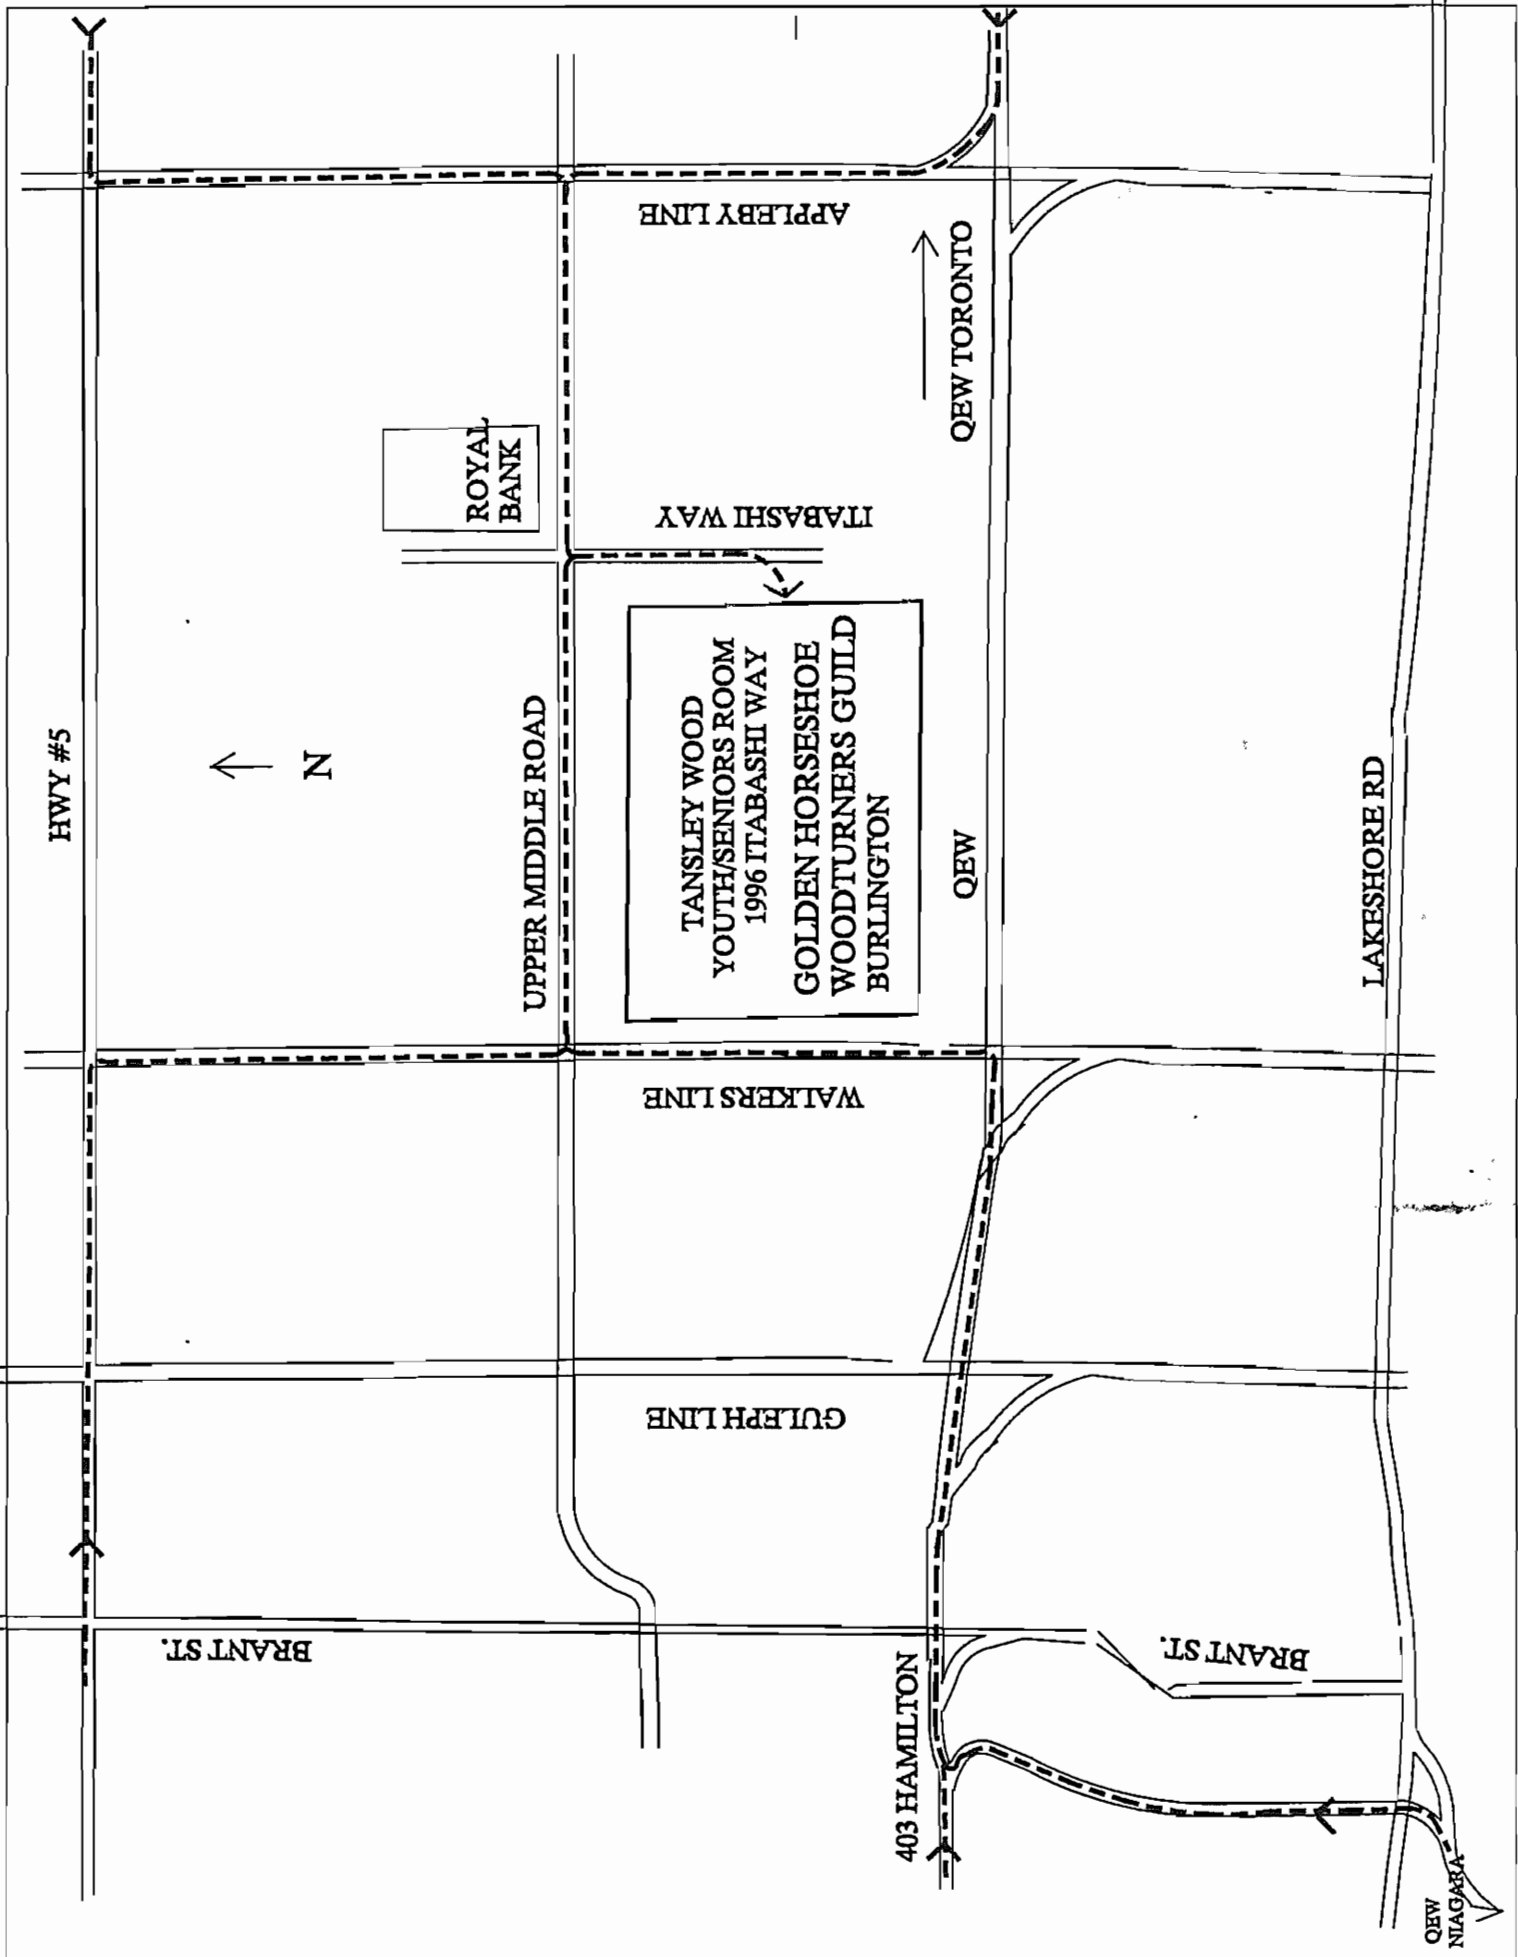 HWY #5
N
UPPER MIDDLE ROAD
ROYAL
BANK
APPLEBY LINE
ITABASHI WAY
QEW TORONTO
TANSLEY WOOD
YOUTH/SENIORS ROOM
1996 ITABASHI WAY
GOLDEN HORSESHOE
WOODTURNERS GUILD
BURLINGTON
QEW
WALKERS LINE
GULEPH LINE
BRANT ST.
403 HAMILTON
LAKESHORE RD
BRANT ST.
QEW
NIAGARA